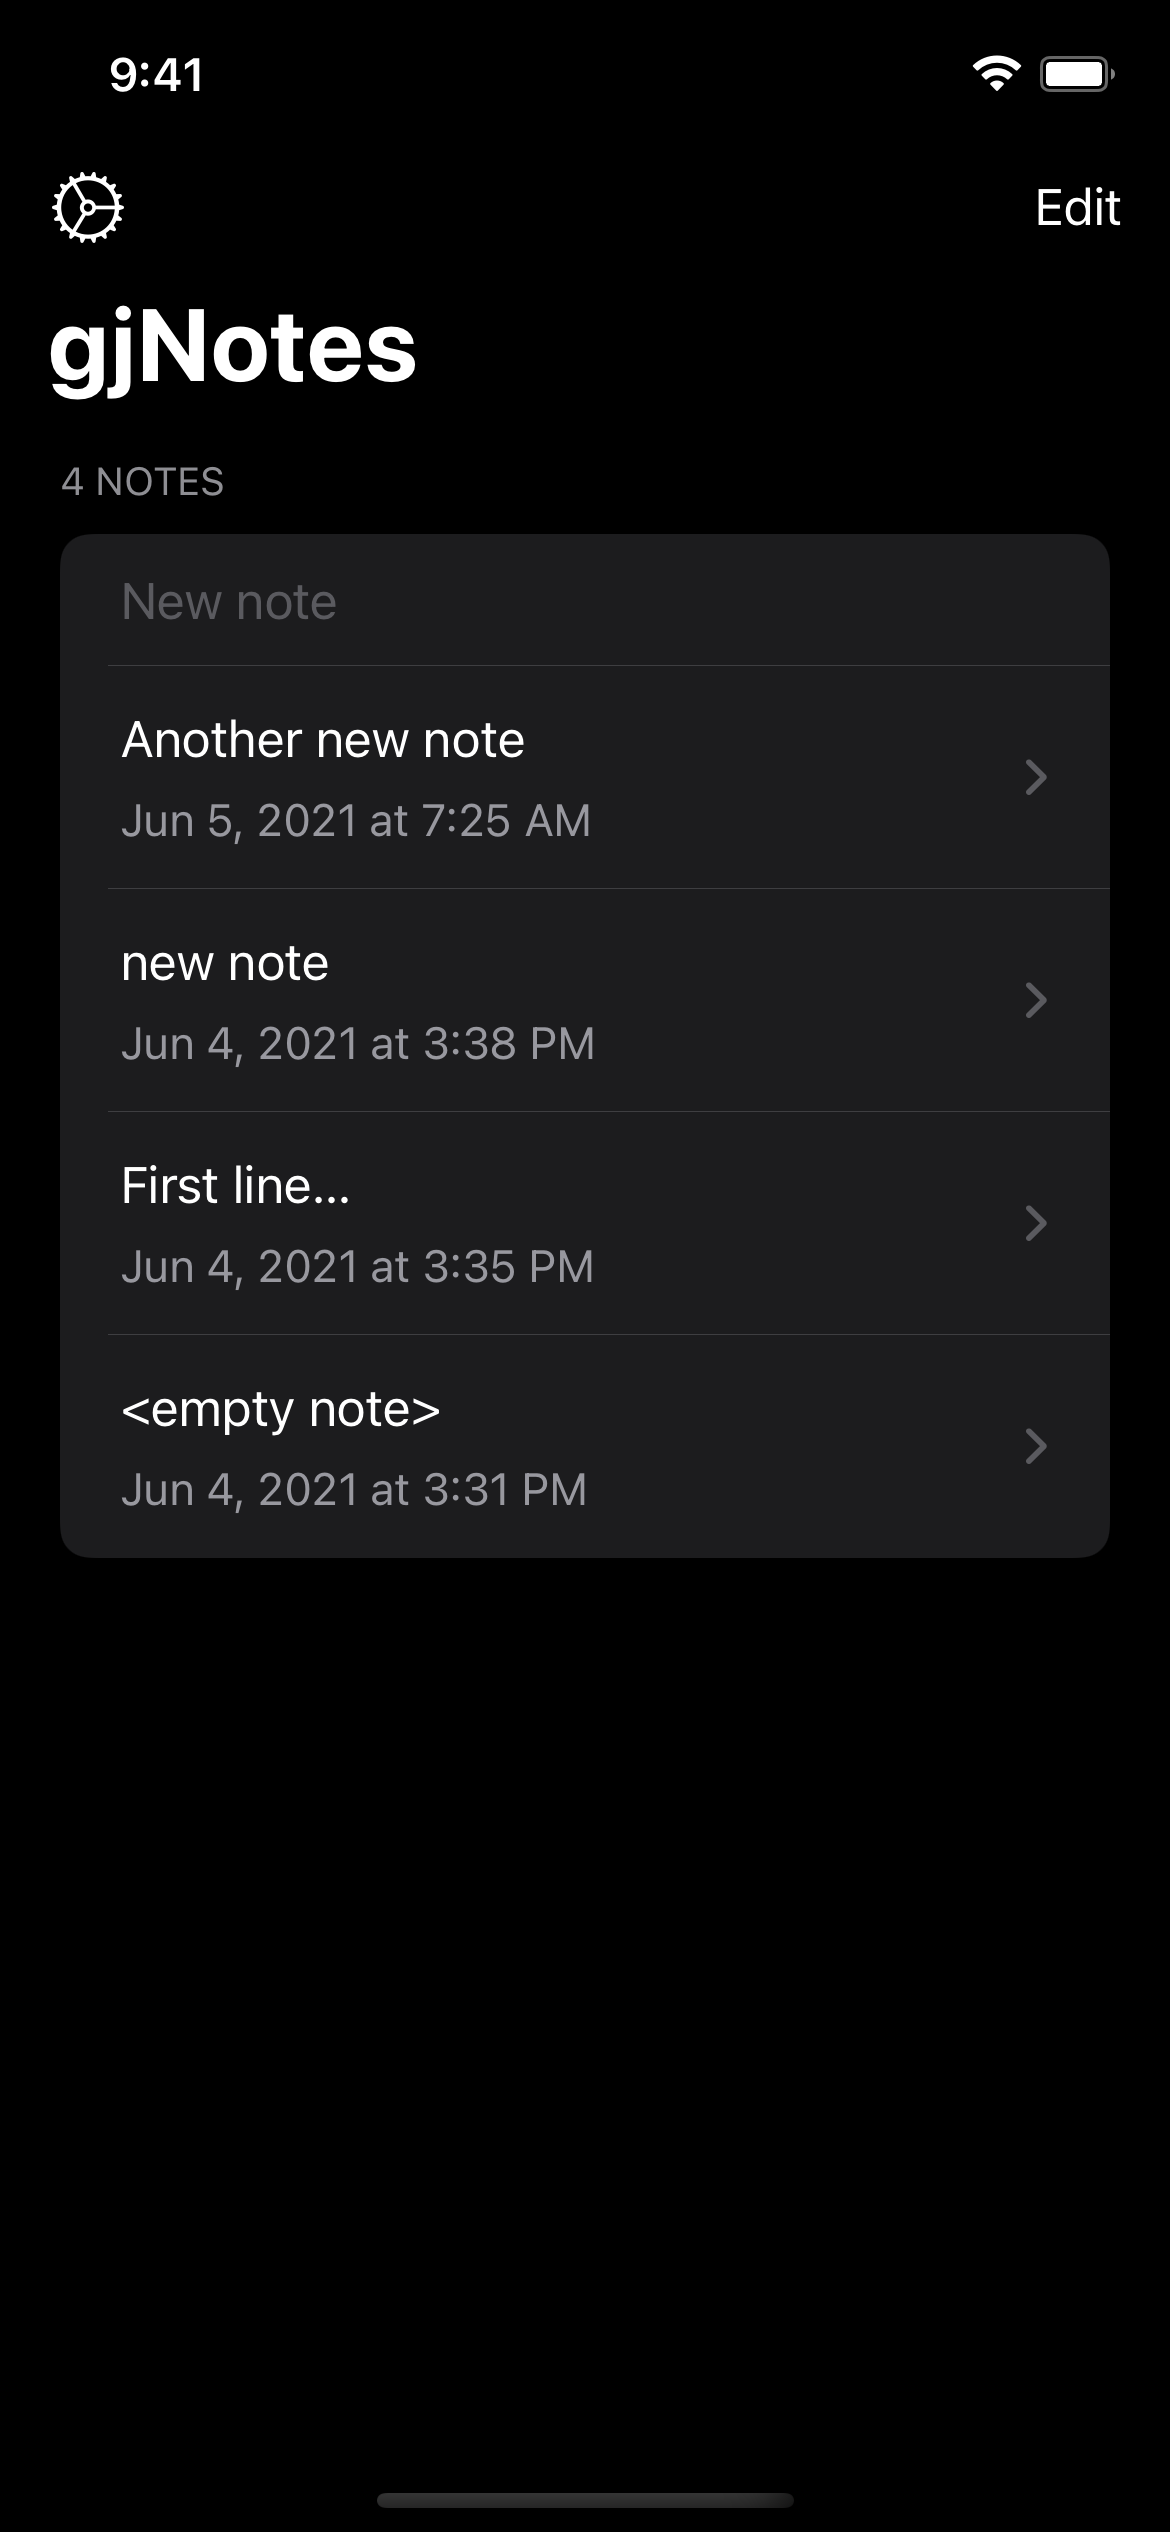 9:41
Edit
gjNotes
4 NOTES
New note
Another new note
Jun 5, 2021 at 7:25 AM
new note
Jun 4, 2021 at 3:38 PM
First line...
Jun 4, 2021 at 3:35 PM
<empty note>
Jun 4, 2021 at 3:31 PM